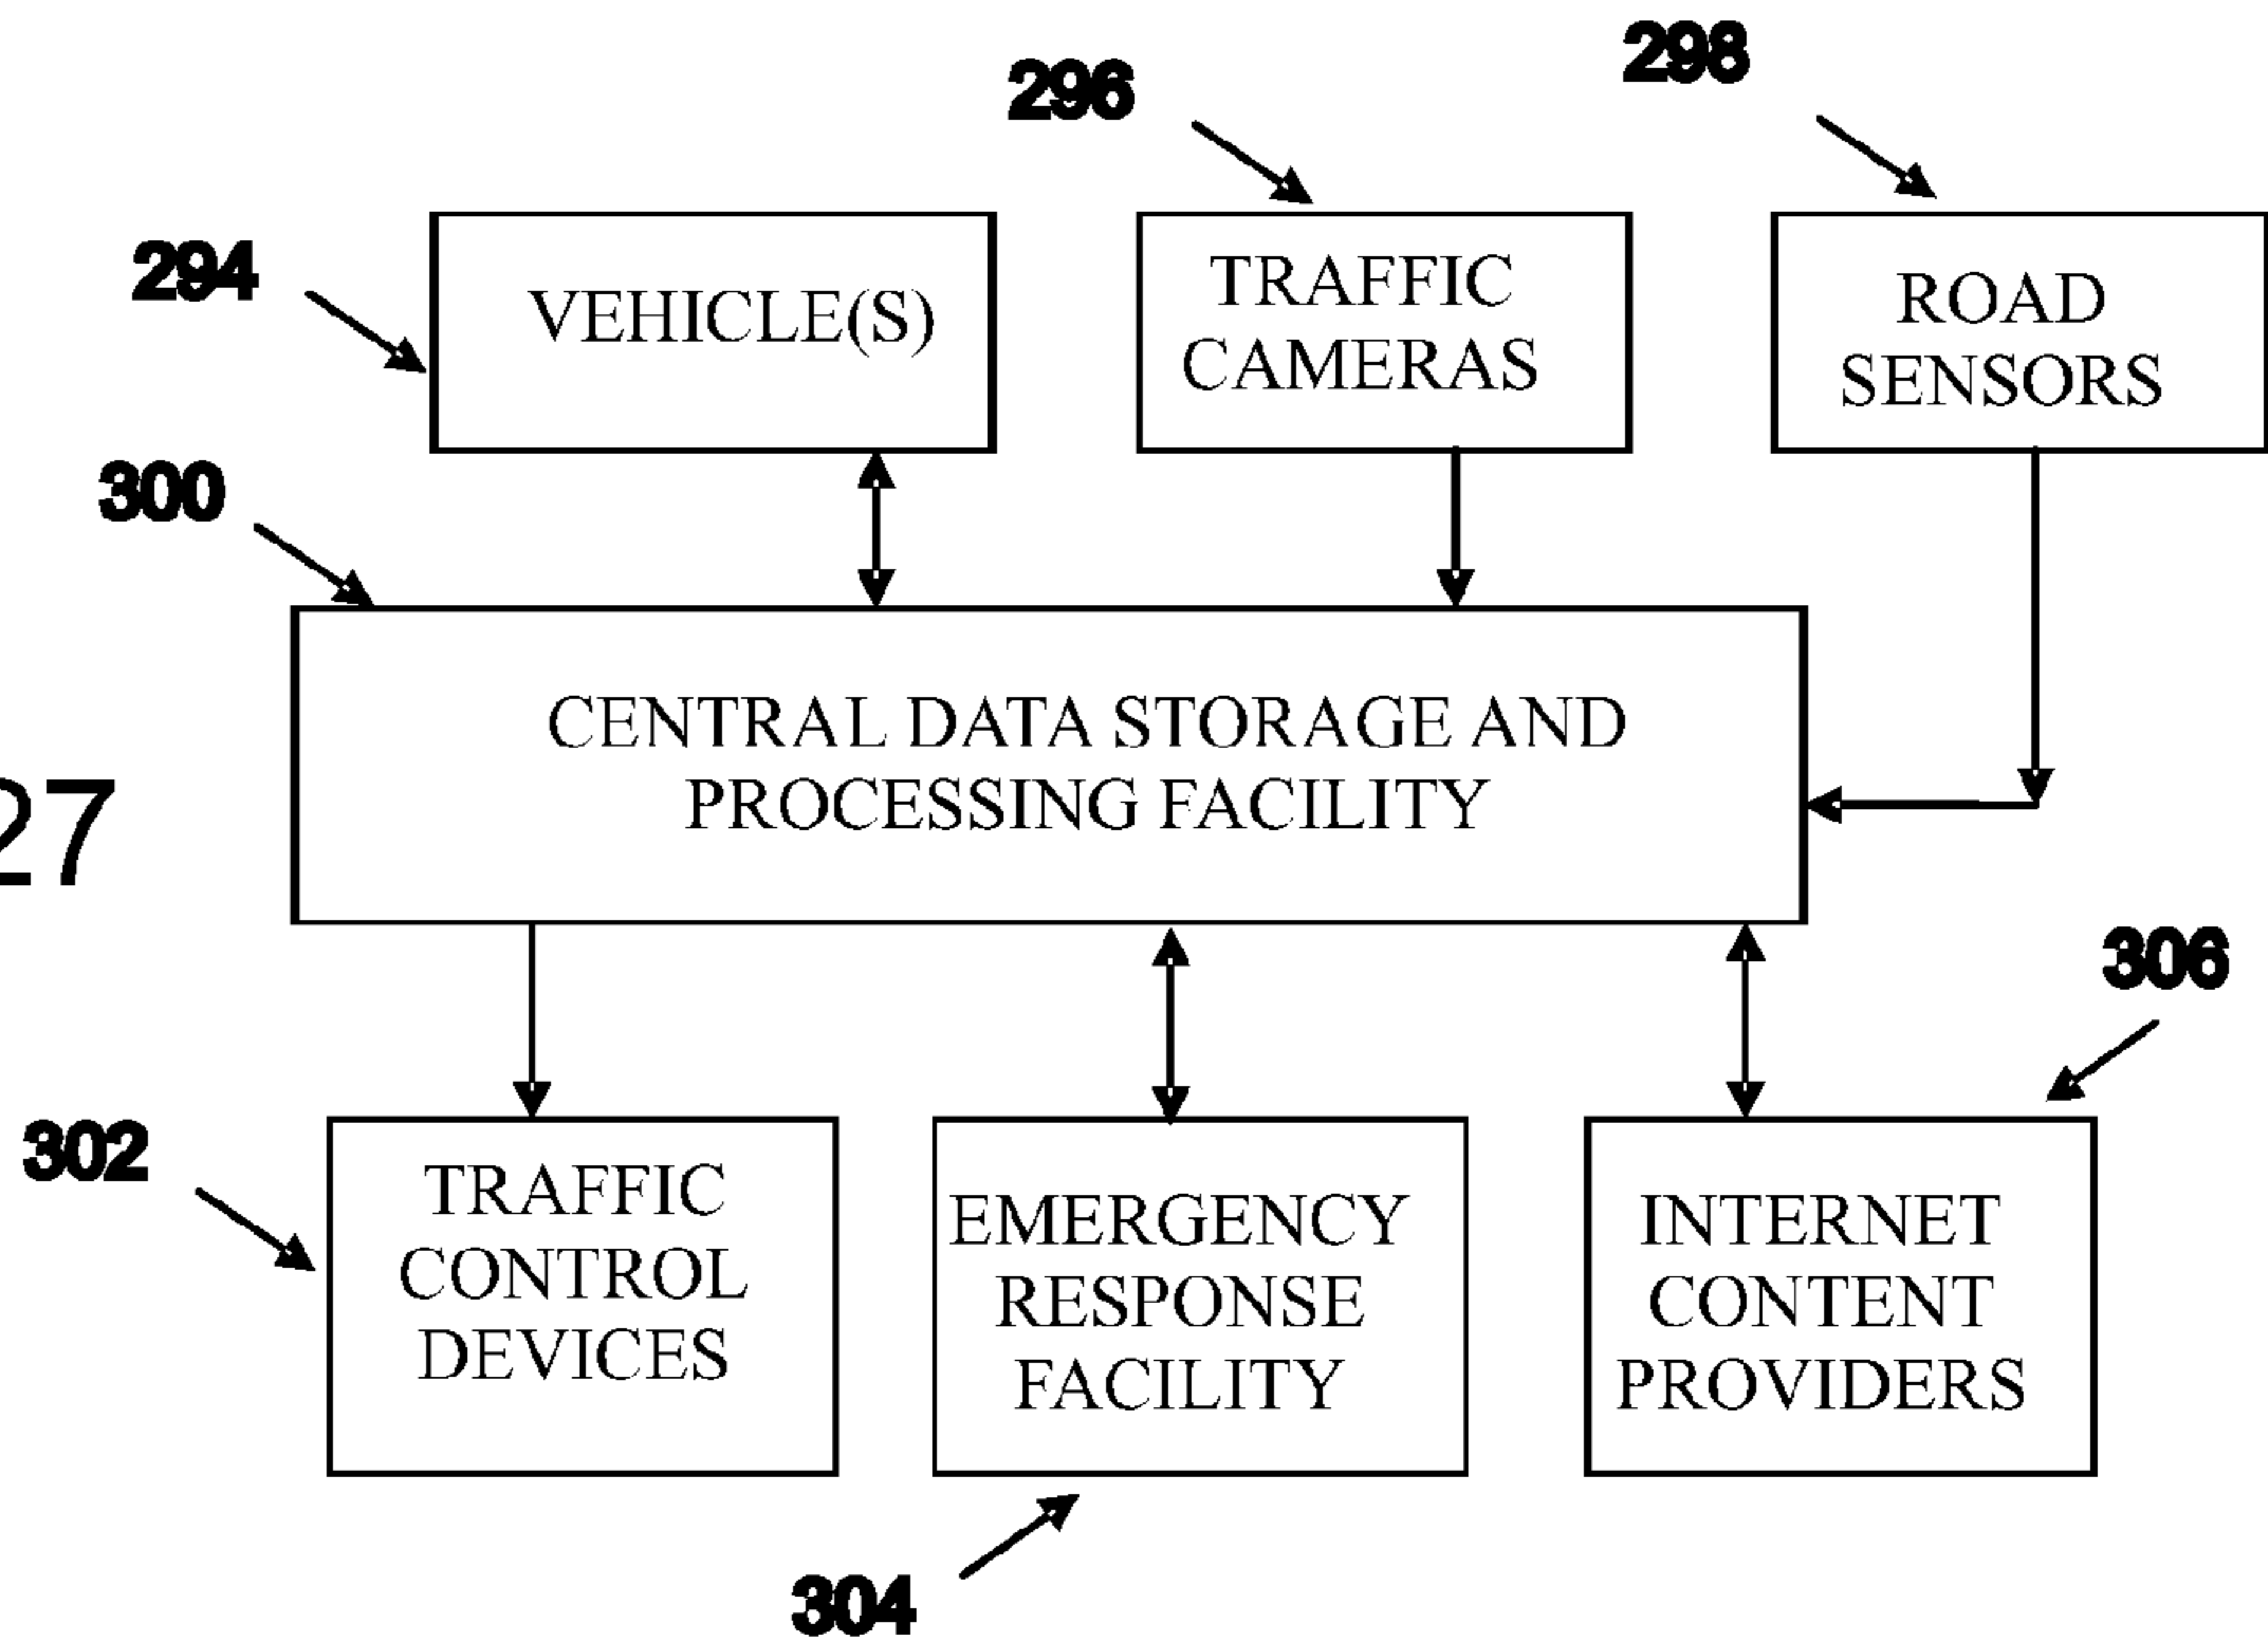 298
296
294
VEHICLE(S)
TRAFFIC
CAMERAS
ROAD
SENSORS
300
CENTRAL DATA STORAGE AND
PROCESSING FACILITY
27
306
302
TRAFFIC
CONTROL
DEVICES
EMERGENCY
RESPONSE
FACILITY
INTERNET
CONTENT
PROVIDERS
304